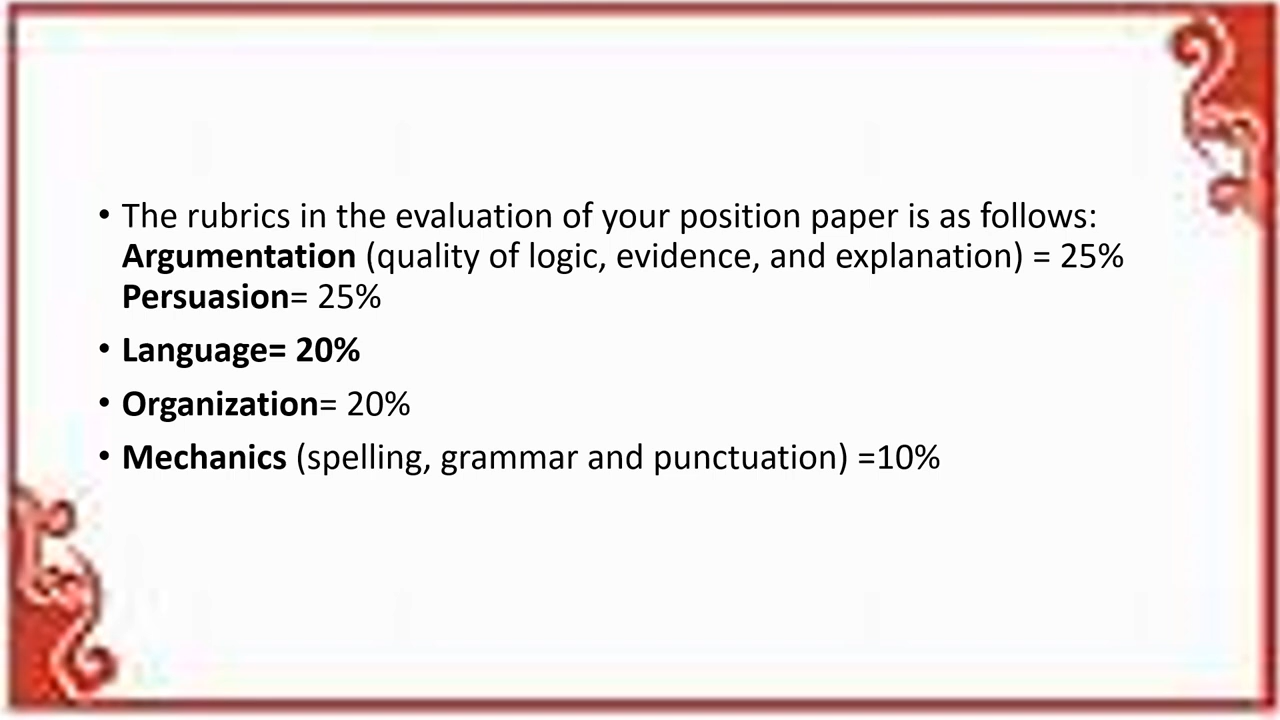 • The rubrics in the evaluation of your position paper is as follows:
Argumentation (quality of logic, evidence, and explanation) = 25%
Persuasion= 25%
• Language= 20%
• Organization= 20%
• Mechanics (spelling, grammar and punctuation) =10%